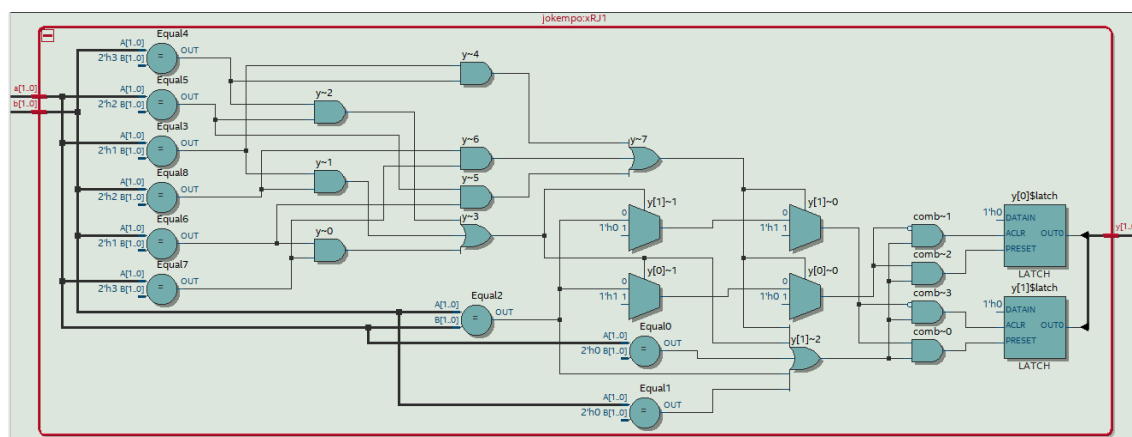 jokempo:xRJ1
Equal4
A[1..0]
2'h3 B[1..0]
OUT
=
Equal5
A[1..0]
2'h2 B[1..0]
OUT
=
Equal3
A[1..0]
2'h1 B[1..0]
OUT
=
Equal8
A[1..0]
2'h2 B[1..0]
OUT
=
Equal6
A[1..0]
2'h1 B[1..0]
OUT
=
Equal7
A[1..0]
2'h3 B[1..0]
OUT
=
a[1..0]
b[1..0]
y~2
y~1
y~0
y~4
y~6
y~5
y~3
Equal2
A[1..0]
B[1..0]
OUT
=
y~7
y[1]~1
0
1'h0 1
y[0]~1
0
1'h1 1
Equal0
A[1..0]
2'h0 B[1..0]
OUT
=
Equal1
A[1..0]
2'h0 B[1..0]
OUT
=
y[1]~0
0
1'h1 1
y[0]~0
0
1'h0 1
y[1]~2
comb~1
comb~2
comb~3
comb~0
y[0]$latch
1'h0
DATAIN
ACLR
PRESET
OUT0
LATCH
y[1]$latch
1'h0
DATAIN
ACLR
PRESET
OUT0
LATCH